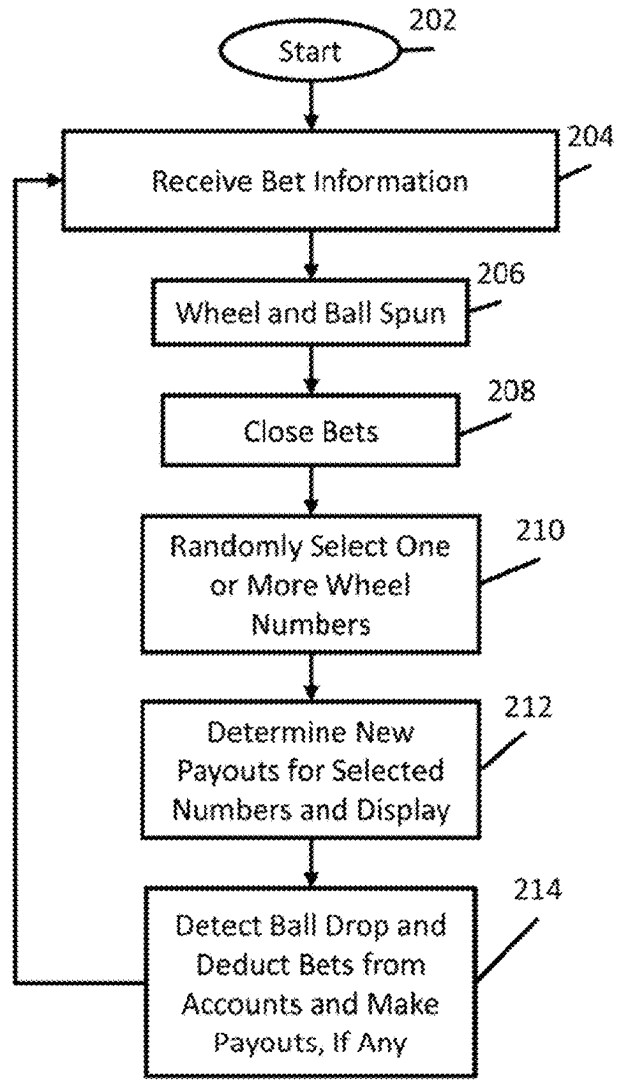 202
Start
204
Receive Bet Information
206
Wheel and Ball Spun
208
Close Bets
210
Randomly Select One
or More Wheel
Numbers
212
Determine New
Payouts for Selected
Numbers and Display
214
Detect Ball Drop and
Deduct Bets from
Accounts and Make
Payouts, If Any